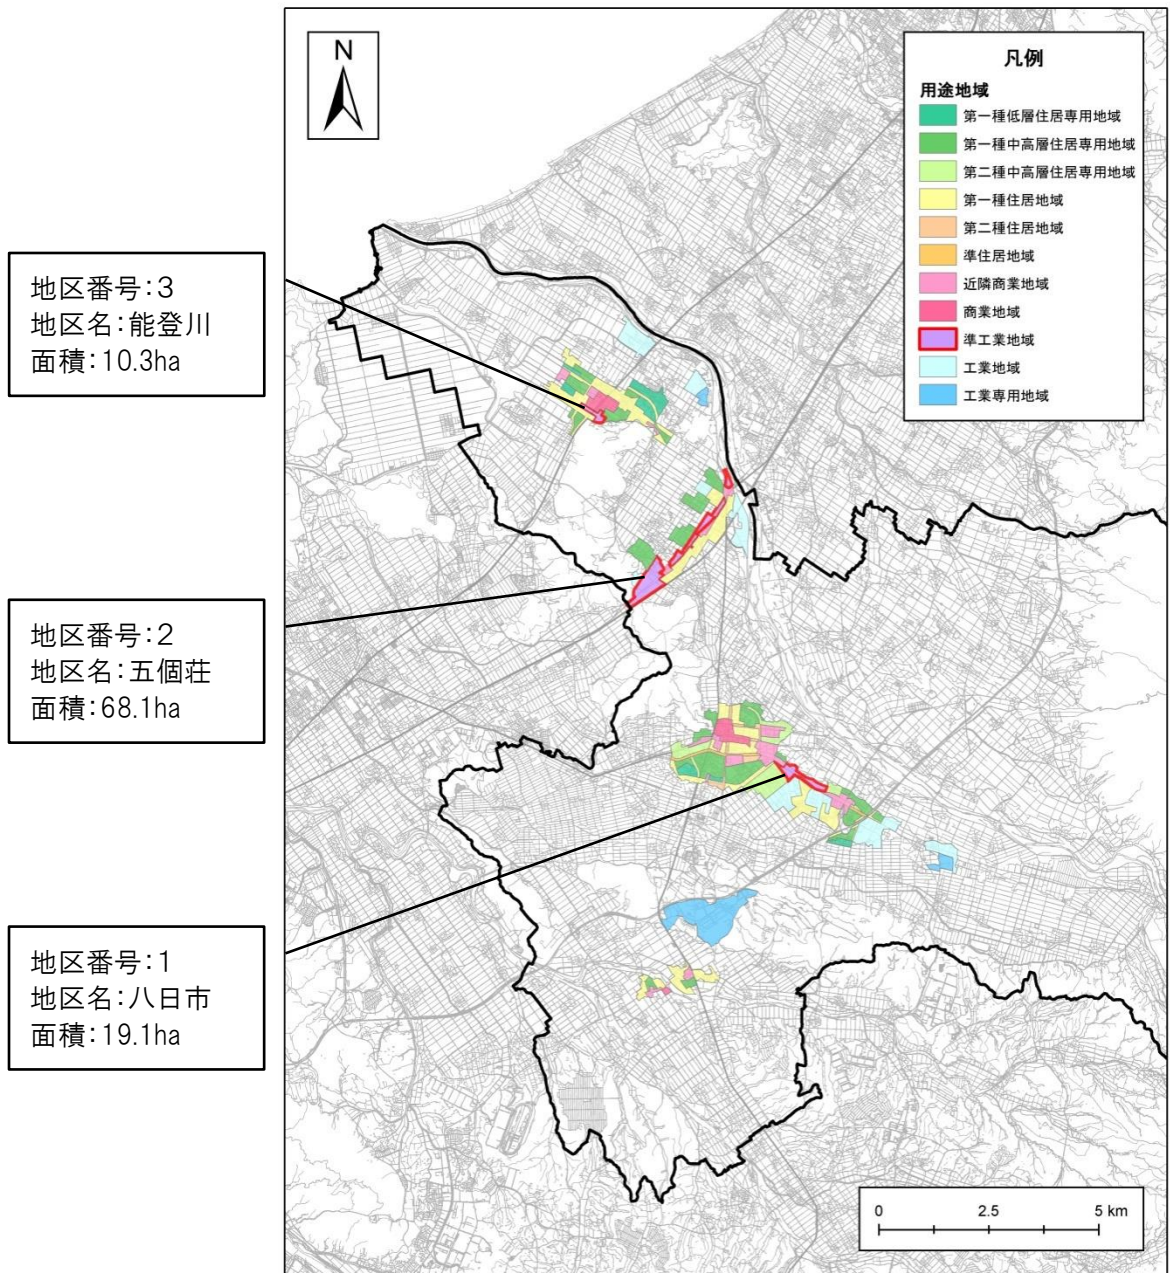 N
凡例
用途地域
第一種低層住居専用地域
第一種中高層住居専用地域
第二種中高層住居専用地域
第一種住居地域
第二種住居地域
準住居地域
近隣商業地域
商業地域
準工業地域
工業地域
工業専用地域
地区番号:3
地区名:能登川
面積:10.3ha
地区番号:2
地区名:五個荘
面積:68.1ha
地区番号:1
地区名:八日市
面積:19.1ha
0 2.5 5 km